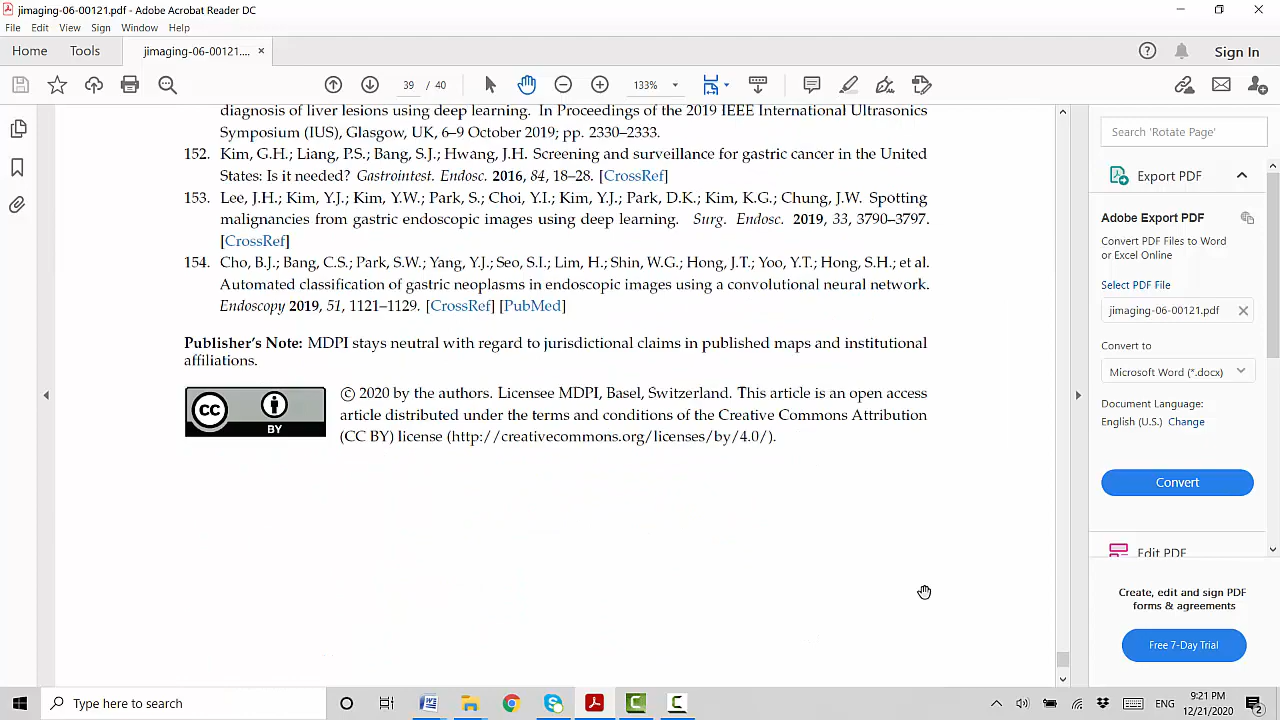 jimaging-06-00121.pdf - Adobe Acrobat Reader DC
File Edit View Sign Window Help
Home Tools jimaging-06-00121.... × Sign In
39 / 40 133%
diagnosis of liver lesions using deep learning. In Proceedings of the 2019 IEEE International Ultrasonics
Symposium (IUS), Glasgow, UK, 6–9 October 2019; pp. 2330–2333.
152. Kim, G.H.; Liang, P.S.; Bang, S.J.; Hwang, J.H. Screening and surveillance for gastric cancer in the United
States: Is it needed? Gastrointest. Endosc. 2016, 84, 18–28. [CrossRef]
153. Lee, J.H.; Kim, Y.J.; Kim, Y.W.; Park, S.; Choi, Y.I.; Kim, Y.J.; Park, D.K.; Kim, K.G.; Chung, J.W. Spotting
malignancies from gastric endoscopic images using deep learning. Surg. Endosc. 2019, 33, 3790–3797.
[CrossRef]
154. Cho, B.J.; Bang, C.S.; Park, S.W.; Yang, Y.J.; Seo, S.I.; Lim, H.; Shin, W.G.; Hong, J.T.; Yoo, Y.T.; Hong, S.H.; et al.
Automated classification of gastric neoplasms in endoscopic images using a convolutional neural network.
Endoscopy 2019, 51, 1121–1129. [CrossRef] [PubMed]
Publisher's Note: MDPI stays neutral with regard to jurisdictional claims in published maps and institutional
affiliations.
CC BY
© 2020 by the authors. Licensee MDPI, Basel, Switzerland. This article is an open access
article distributed under the terms and conditions of the Creative Commons Attribution
(CC BY) license (http://creativecommons.org/licenses/by/4.0/).
Search 'Rotate Page'
Export PDF
Adobe Export PDF
Convert PDF Files to Word
or Excel Online
Select PDF File
jimaging-06-00121.pdf
Convert to
Microsoft Word (*.docx)
Document Language:
English (U.S.) Change
Convert
Edit PDF
Create, edit and sign PDF
forms & agreements
Free 7-Day Trial
Type here to search
ENG
9:21 PM
12/21/2020
2